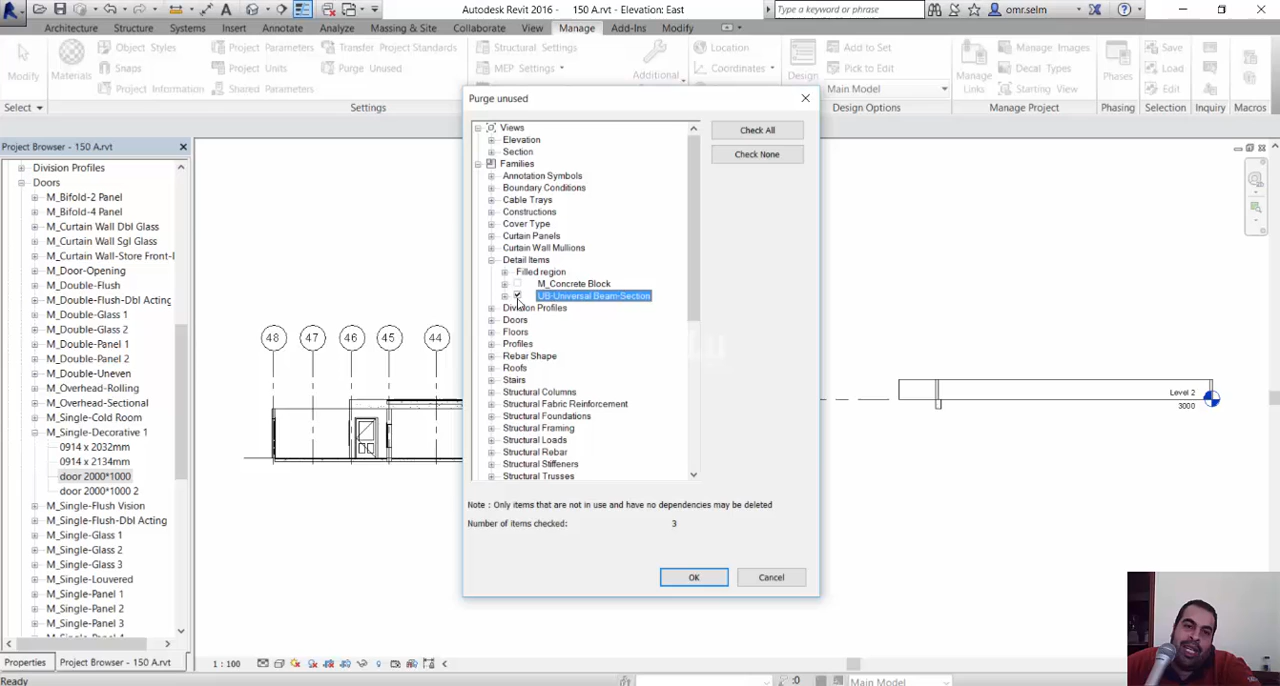 Autodesk Revit 2016 - 150 A.rvt - Elevation: East
Type a keyword or phrase
omr.selm
Architecture Structure Systems Insert Annotate Analyze Massing & Site Collaborate View Manage Add-Ins Modify
Modify
Materials
Object Styles
Snaps
Project Information
Project Parameters
Project Units
Shared Parameters
Transfer Project Standards
Purge Unused
Structural Settings
MEP Settings
Additional
Location
Coordinates
Design
Add to Set
Pick to Edit
Main Model
Manage
Links
Manage Images
Decal Types
Starting View
Phases
Save
Load
Edit
Select Settings Design Options Manage Project Phasing Selection Inquiry Macros
Project Browser - 150 A.rvt
Division Profiles
Doors
M_Bifold-2 Panel
M_Bifold-4 Panel
M_Curtain Wall Dbl Glass
M_Curtain Wall Sgl Glass
M_Curtain Wall-Store Front-
M_Door-Opening
M_Double-Flush
M_Double-Flush-Dbl Acting
M_Double-Glass 1
M_Double-Glass 2
M_Double-Panel 1
M_Double-Panel 2
M_Double-Uneven
M_Overhead-Rolling
M_Overhead-Sectional
M_Single-Cold Room
M_Single-Decorative 1
0914 x 2032mm
0914 x 2134mm
door 2000*1000
door 2000*1000 2
M_Single-Flush Vision
M_Single-Flush-Dbl Acting
M_Single-Glass 1
M_Single-Glass 2
M_Single-Glass 3
M_Single-Louvered
M_Single-Panel 1
M_Single-Panel 2
M_Single-Panel 3
M_Single-Panel 4
Properties
Project Browser - 150 A.rvt
Ready
48 47 46 45 44
Purge unused
Views
Elevation
Section
Families
Annotation Symbols
Boundary Conditions
Cable Trays
Constructions
Cover Type
Curtain Panels
Curtain Wall Mullions
Detail Items
Filled region
M_Concrete Block
UB-Universal Beam-Section
Division Profiles
Doors
Floors
Profiles
Rebar Shape
Roofs
Stairs
Structural Columns
Structural Fabric Reinforcement
Structural Foundations
Structural Framing
Structural Loads
Structural Rebar
Structural Stiffeners
Structural Trusses
Check All
Check None
Note : Only items that are not in use and have no dependencies may be deleted
Number of items checked: 3
OK
Cancel
Level 2
3000
1 : 100
:0
Main Model